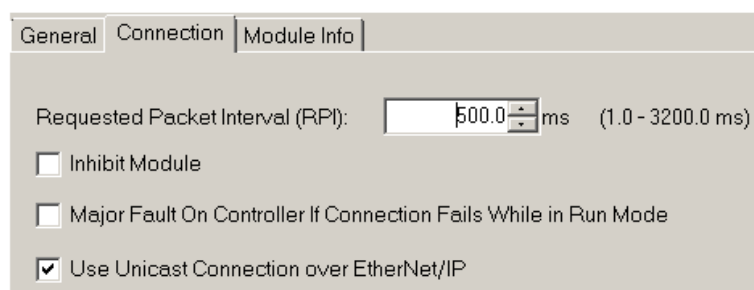 General Connection Module Info
Requested Packet Interval (RPI): 500.0 ms (1.0 - 3200.0 ms)
Inhibit Module
Major Fault On Controller If Connection Fails While in Run Mode
Use Unicast Connection over EtherNet/IP